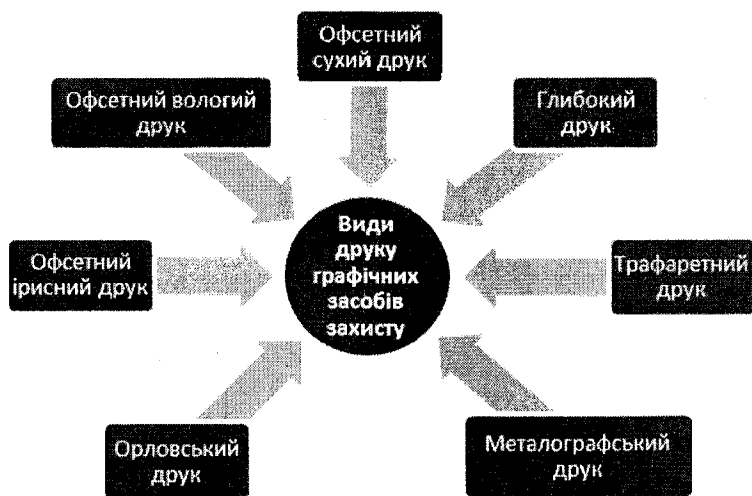 Офсетний
сухий друк
Офсетний вологий
друк
Глибокий
друк
Види
друку
графічних
засобів
захисту
Офсетний
ірисний друк
Трафаретний
друк
Орловський
друк
Металографський
друк